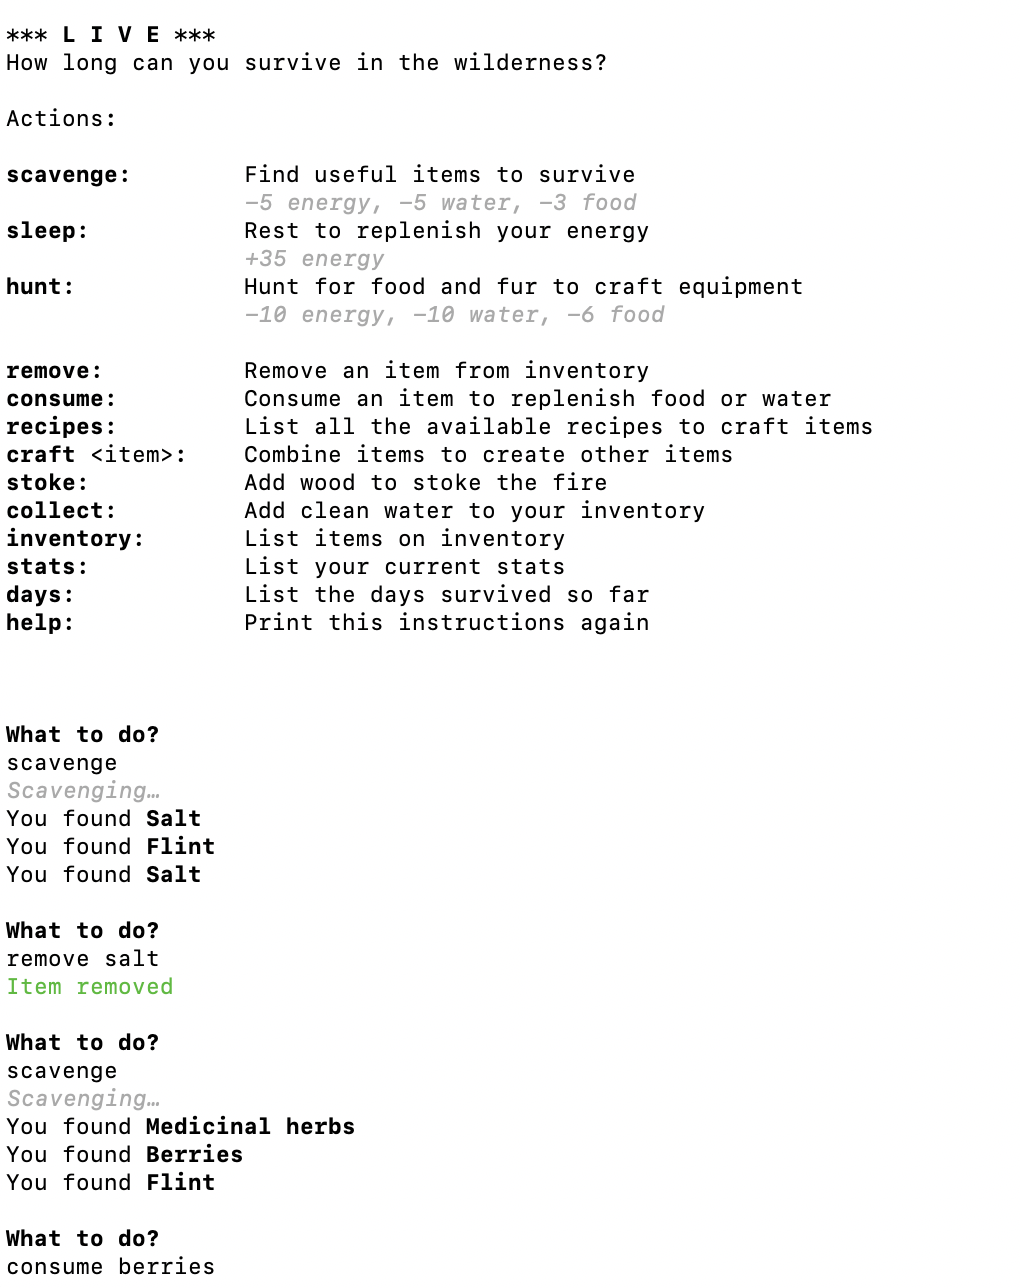 *** L I V E ***
How long can you survive in the wilderness?
Actions:
scavenge: Find useful items to survive
−5 energy, −5 water, −3 food
sleep: Rest to replenish your energy
+35 energy
hunt: Hunt for food and fur to craft equipment
−10 energy, −10 water, −6 food
remove: Remove an item from inventory
consume: Consume an item to replenish food or water
recipes: List all the available recipes to craft items
craft <item>: Combine items to create other items
stoke: Add wood to stoke the fire
collect: Add clean water to your inventory
inventory: List items on inventory
stats: List your current stats
days: List the days survived so far
help: Print this instructions again
What to do?
scavenge
Scavenging…
You found Salt
You found Flint
You found Salt
What to do?
remove salt
Item removed
What to do?
scavenge
Scavenging…
You found Medicinal herbs
You found Berries
You found Flint
What to do?
consume berries